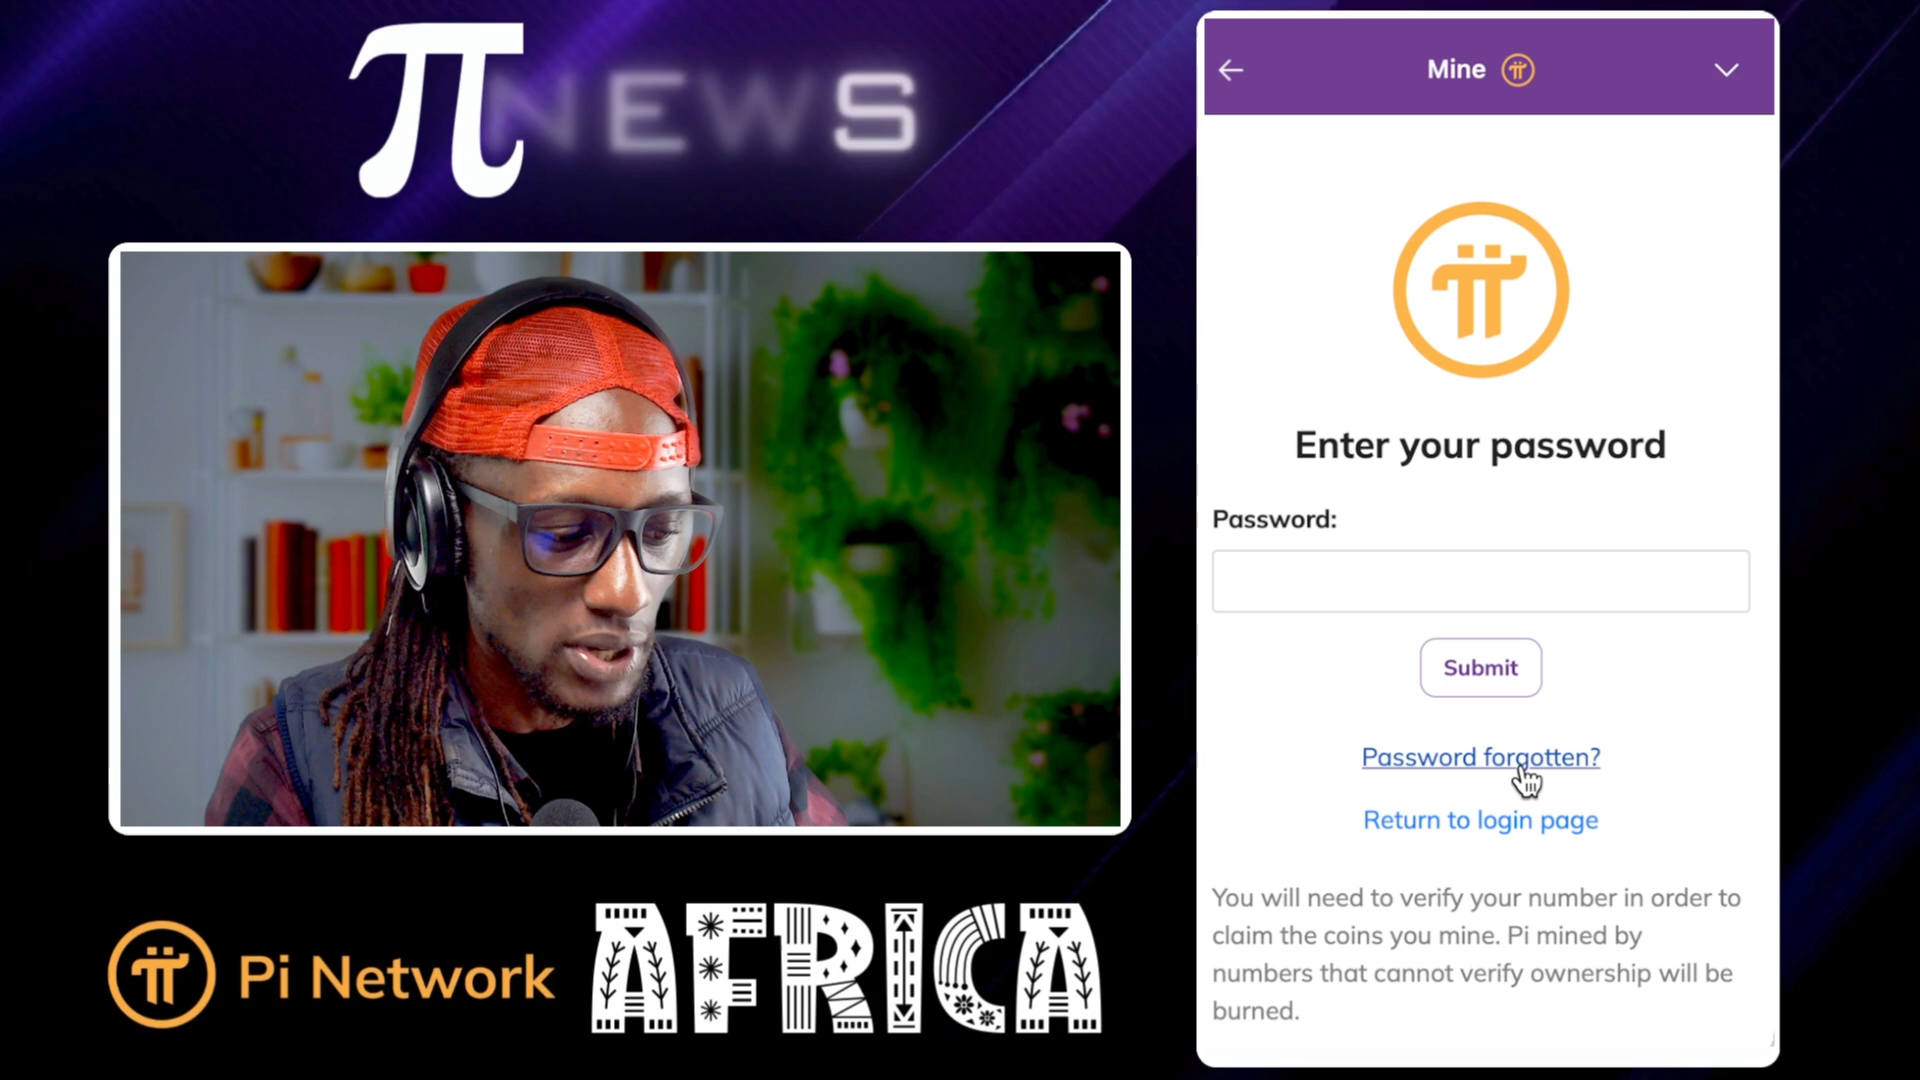 π NEWS
Pi Network AFRICA
Mine
Enter your password
Password:
Submit
Password forgotten?
Return to login page
You will need to verify your number in order to
claim the coins you mine. Pi mined by
numbers that cannot verify ownership will be
burned.